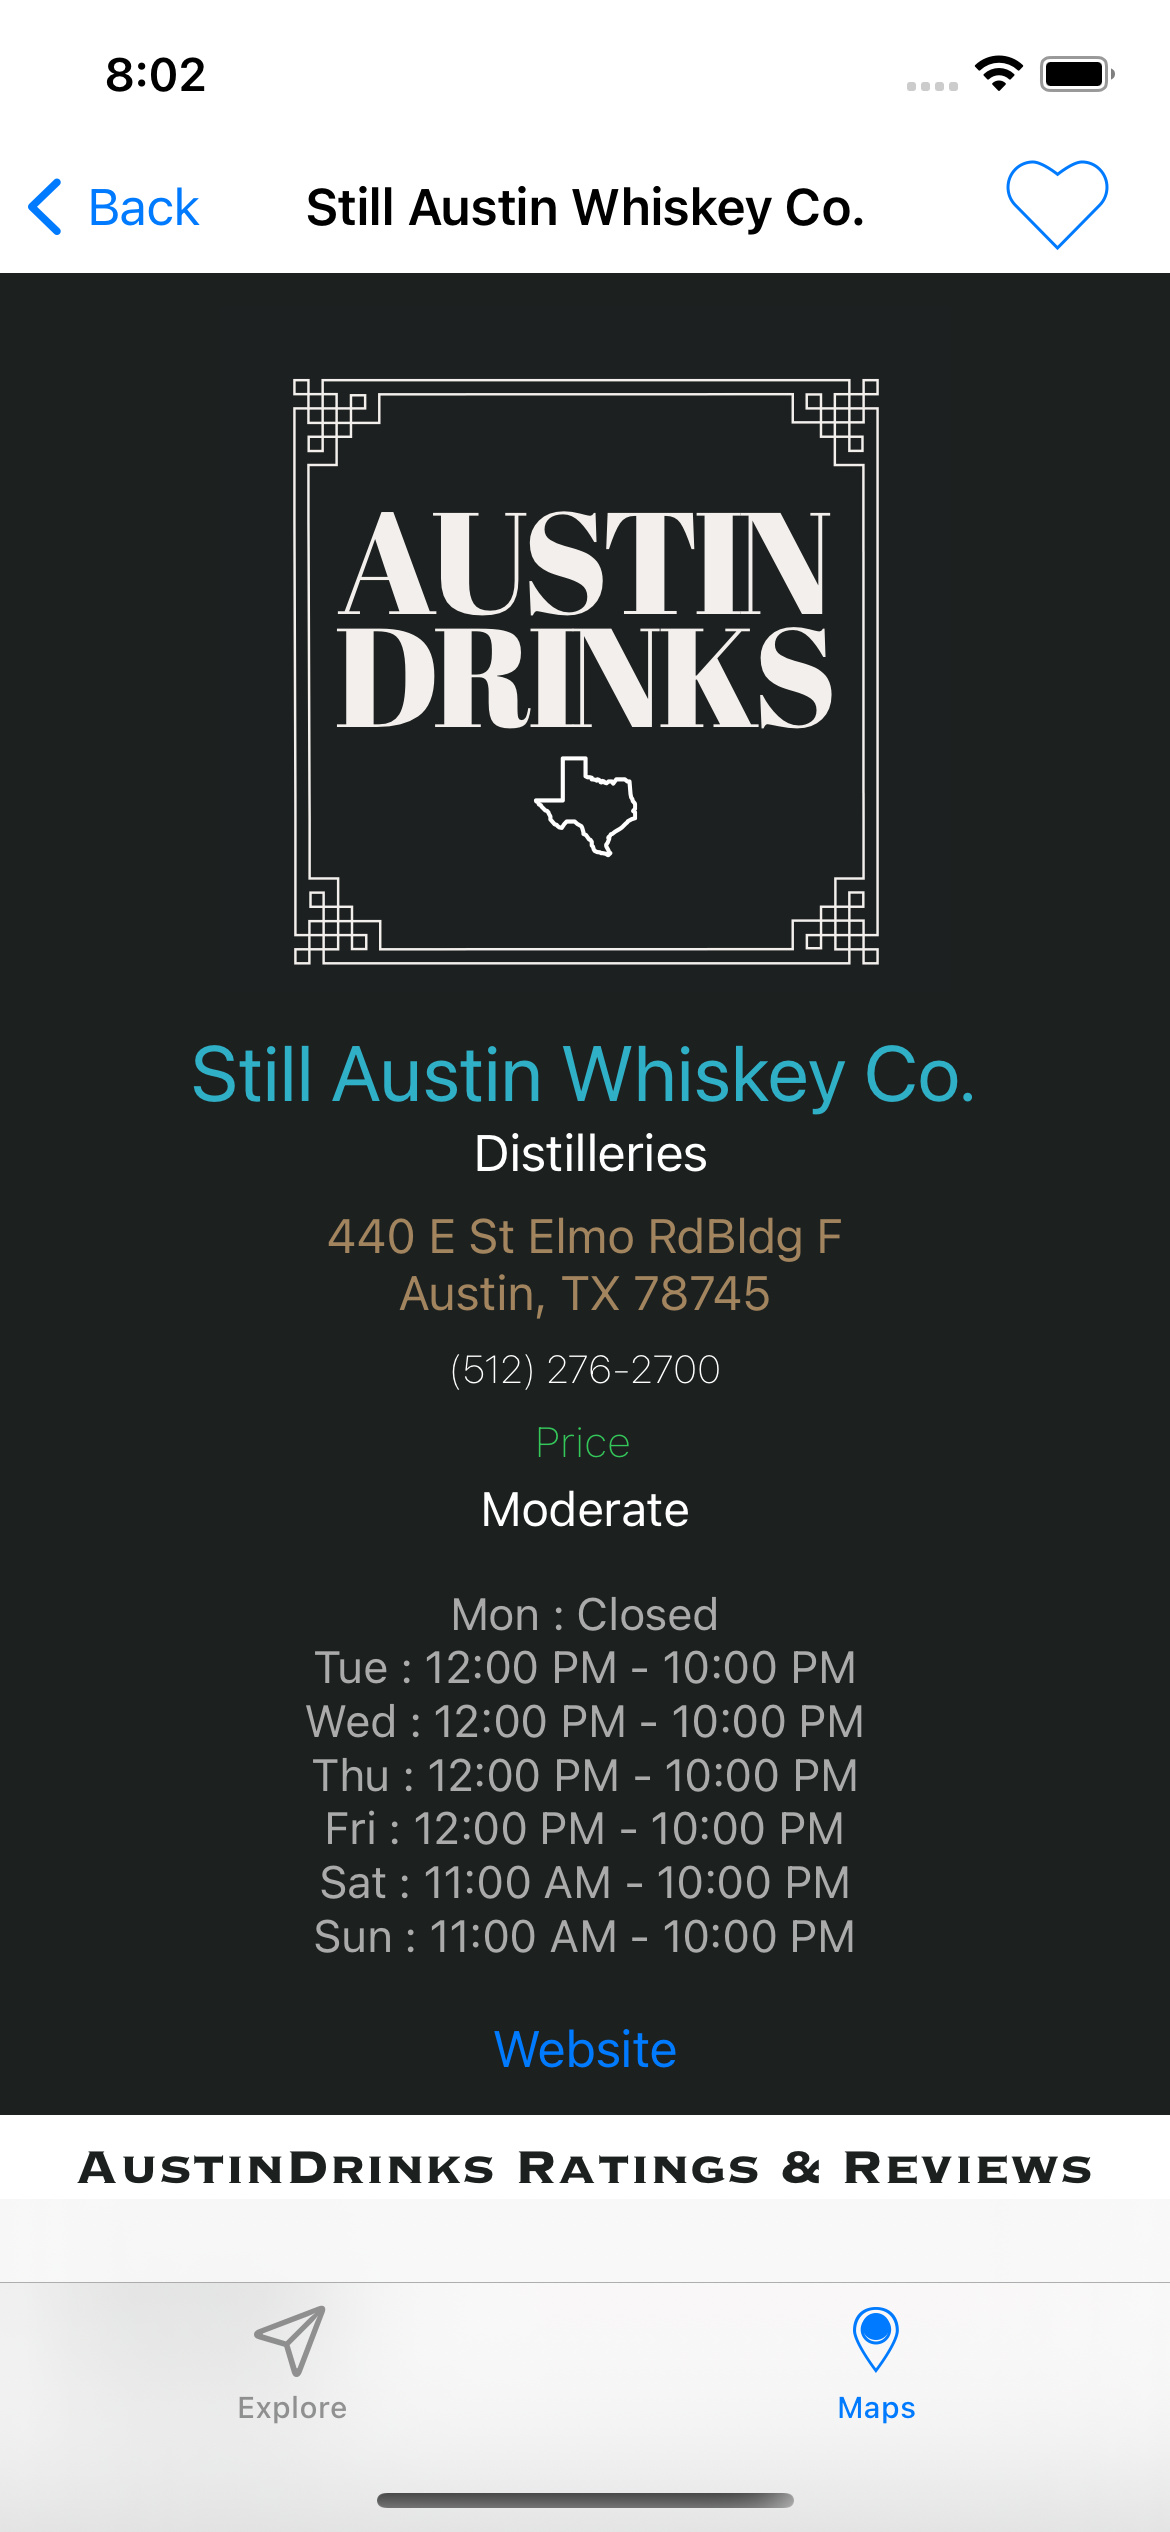 8:02
Back
Still Austin Whiskey Co.
AUSTIN
DRINKS
Still Austin Whiskey Co.
Distilleries
440 E St Elmo RdBldg F
Austin, TX 78745
(512) 276-2700
Price
Moderate
Mon : Closed
Tue : 12:00 PM - 10:00 PM
Wed : 12:00 PM - 10:00 PM
Thu : 12:00 PM - 10:00 PM
Fri : 12:00 PM - 10:00 PM
Sat : 11:00 AM - 10:00 PM
Sun : 11:00 AM - 10:00 PM
Website
AustinDrinks Ratings & Reviews
Explore
Maps